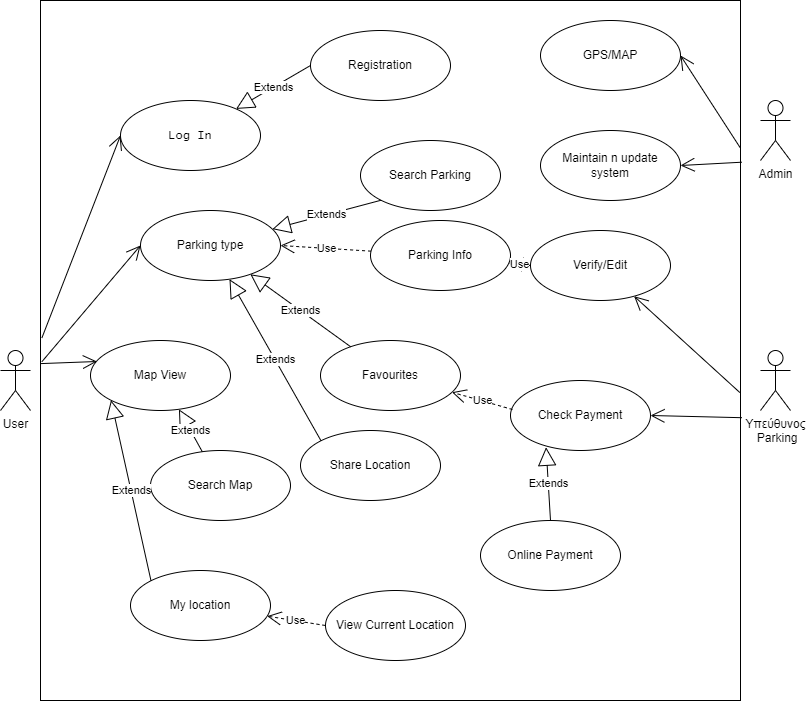 GPS/MAP
Registration
Extends
Log In
Maintain n update
system
Admin
Search Parking
Extends
Parking type
Use
Parking Info
Use
Verify/Edit
Extends
Extends
Map View
Favourites
Use
Check Payment
User
Υπεύθυνος
Parking
Extends
Share Location
Search Map
Extends
Extends
Online Payment
My location
Use
View Current Location